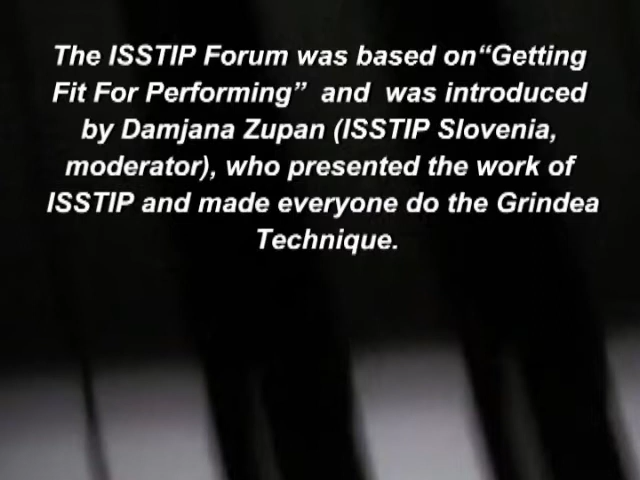 The ISSTIP Forum was based on“Getting
Fit For Performing” and was introduced
by Damjana Zupan (ISSTIP Slovenia,
moderator), who presented the work of
ISSTIP and made everyone do the Grindea
Technique.